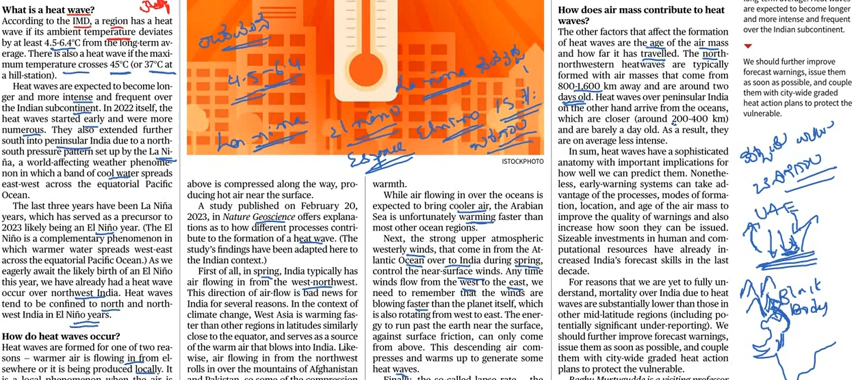 What is a heat wave?
According to the IMD, a region has a heat
wave if its ambient temperature deviates
by at least 4.5-6.4°C from the long-term av-
erage. There is also a heat wave if the maxi-
mum temperature crosses 45°C (or 37°C at
a hill-station).
Heat waves are expected to become lon-
ger and more intense and frequent over
the Indian subcontinent. In 2022 itself, the
heat waves started early and were more
numerous. They also extended further
south into peninsular India due to a north-
south pressure pattern set up by the La Ni-
ña, a world-affecting weather phenome-
non in which a band of cool water spreads
east-west across the equatorial Pacific
Ocean.
The last three years have been La Niña
years, which has served as a precursor to
2023 likely being an El Niño year. (The El
Niño is a complementary phenomenon in
which warmer water spreads west-east
across the equatorial Pacific Ocean.) As we
eagerly await the likely birth of an El Niño
this year, we have already had a heat wave
occur over northwest India. Heat waves
tend to be confined to north and north-
west India in El Niño years.
How do heat waves occur?
Heat waves are formed for one of two rea-
sons – warmer air is flowing in from el-
sewhere or it is being produced locally. It
is a local phenomenon when the air is
4.5-6.4
La nina
El nino
La nina
El nino
ISTOCKPHOTO
above is compressed along the way, pro-
ducing hot air near the surface.
A study published on February 20,
2023, in Nature Geoscience offers explana-
tions as to how different processes contri-
bute to the formation of a heat wave. (The
study's findings have been adapted here to
the Indian context.)
First of all, in spring, India typically has
air flowing in from the west-northwest.
This direction of air-flow is bad news for
India for several reasons. In the context of
climate change, West Asia is warming fas-
ter than other regions in latitudes similarly
close to the equator, and serves as a source
of the warm air that blows into India. Like-
wise, air flowing in from the northwest
rolls in over the mountains of Afghanistan
and Pakistan, so some of the compression
warmth.
While air flowing in over the oceans is
expected to bring cooler air, the Arabian
Sea is unfortunately warming faster than
most other ocean regions.
Next, the strong upper atmospheric
westerly winds, that come in from the At-
lantic Ocean over to India during spring,
control the near-surface winds. Any time
winds flow from the west to the east, we
need to remember that the winds are
blowing faster than the planet itself, which
is also rotating from west to east. The ener-
gy to run past the earth near the surface,
against surface friction, can only come
from above. This descending air com-
presses and warms up to generate some
heat waves.
Finally, the so-called lapse rate – the
How does air mass contribute to heat
waves?
The other factors that affect the formation
of heat waves are the age of the air mass
and how far it has travelled. The north-
northwestern heatwaves are typically
formed with air masses that come from
800-1,600 km away and are around two
days old. Heat waves over peninsular India
on the other hand arrive from the oceans,
which are closer (around 200-400 km)
and are barely a day old. As a result, they
are on average less intense.
In sum, heat waves have a sophisticated
anatomy with important implications for
how well we can predict them. Nonethe-
less, early-warning systems can take ad-
vantage of the processes, modes of forma-
tion, location, and age of the air mass to
improve the quality of warnings and also
increase how soon they can be issued.
Sizeable investments in human and com-
putational resources have already in-
creased India's forecast skills in the last
decade.
For reasons that we are yet to fully un-
derstand, mortality over India due to heat
waves are substantially lower than those in
other mid-latitude regions (including po-
tentially significant under-reporting). We
should further improve forecast warnings,
issue them as soon as possible, and couple
them with city-wide graded heat action
plans to protect the vulnerable.
Raghu Murtugudde is a visiting professor
are expected to become longer
and more intense and frequent
over the Indian subcontinent.
We should further improve
forecast warnings, issue them
as soon as possible, and couple
them with city-wide graded
heat action plans to protect the
vulnerable.
UAE
Black
Body